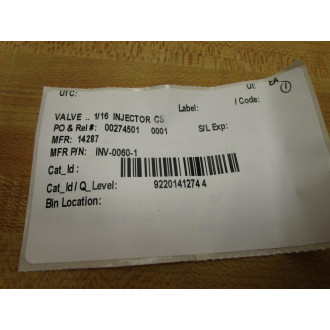 UTC: UI: EA 1
VALVE .. 1/16 INJECTOR CS Label: / Code:
PO & Rel #: 00274501 0001 S/L Exp:
MFR: 14287
MFR P/N: INV-0060-1
Cat_Id :
Cat_Id / Q_Level: 9220141274 4
Bin Location: